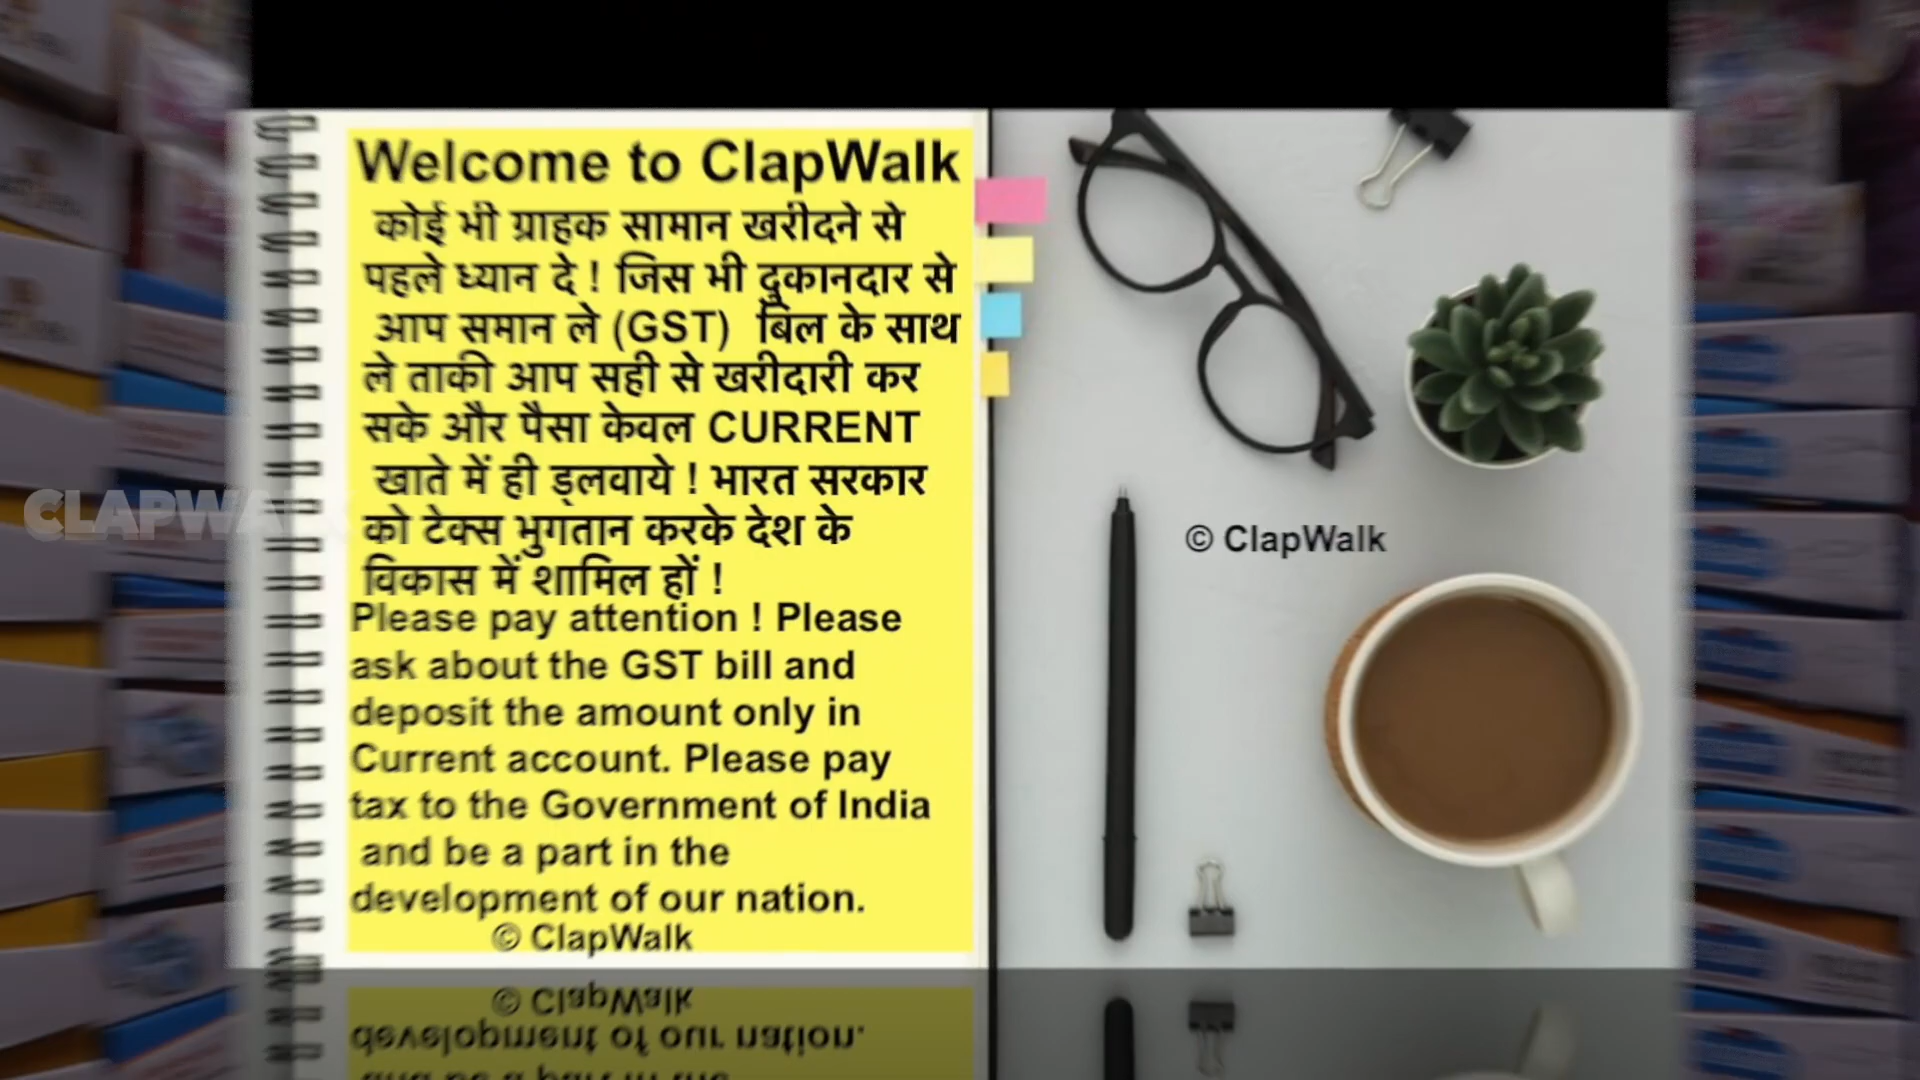 Welcome to ClapWalk
कोई भी ग्राहक सामान खरीदने से
पहले ध्यान दे ! जिस भी दुकानदार से
आप समान ले (GST) बिल के साथ
ले ताकी आप सही से खरीदारी कर
सके और पैसा केवल CURRENT
खाते में ही ड्लवाये ! भारत सरकार
को टेक्स भुगतान करके देश के
विकास में शामिल हों !
Please pay attention ! Please
ask about the GST bill and
deposit the amount only in
Current account. Please pay
tax to the Government of India
and be a part in the
development of our nation.
© ClapWalk
© ClapWalk
CLAPWALK